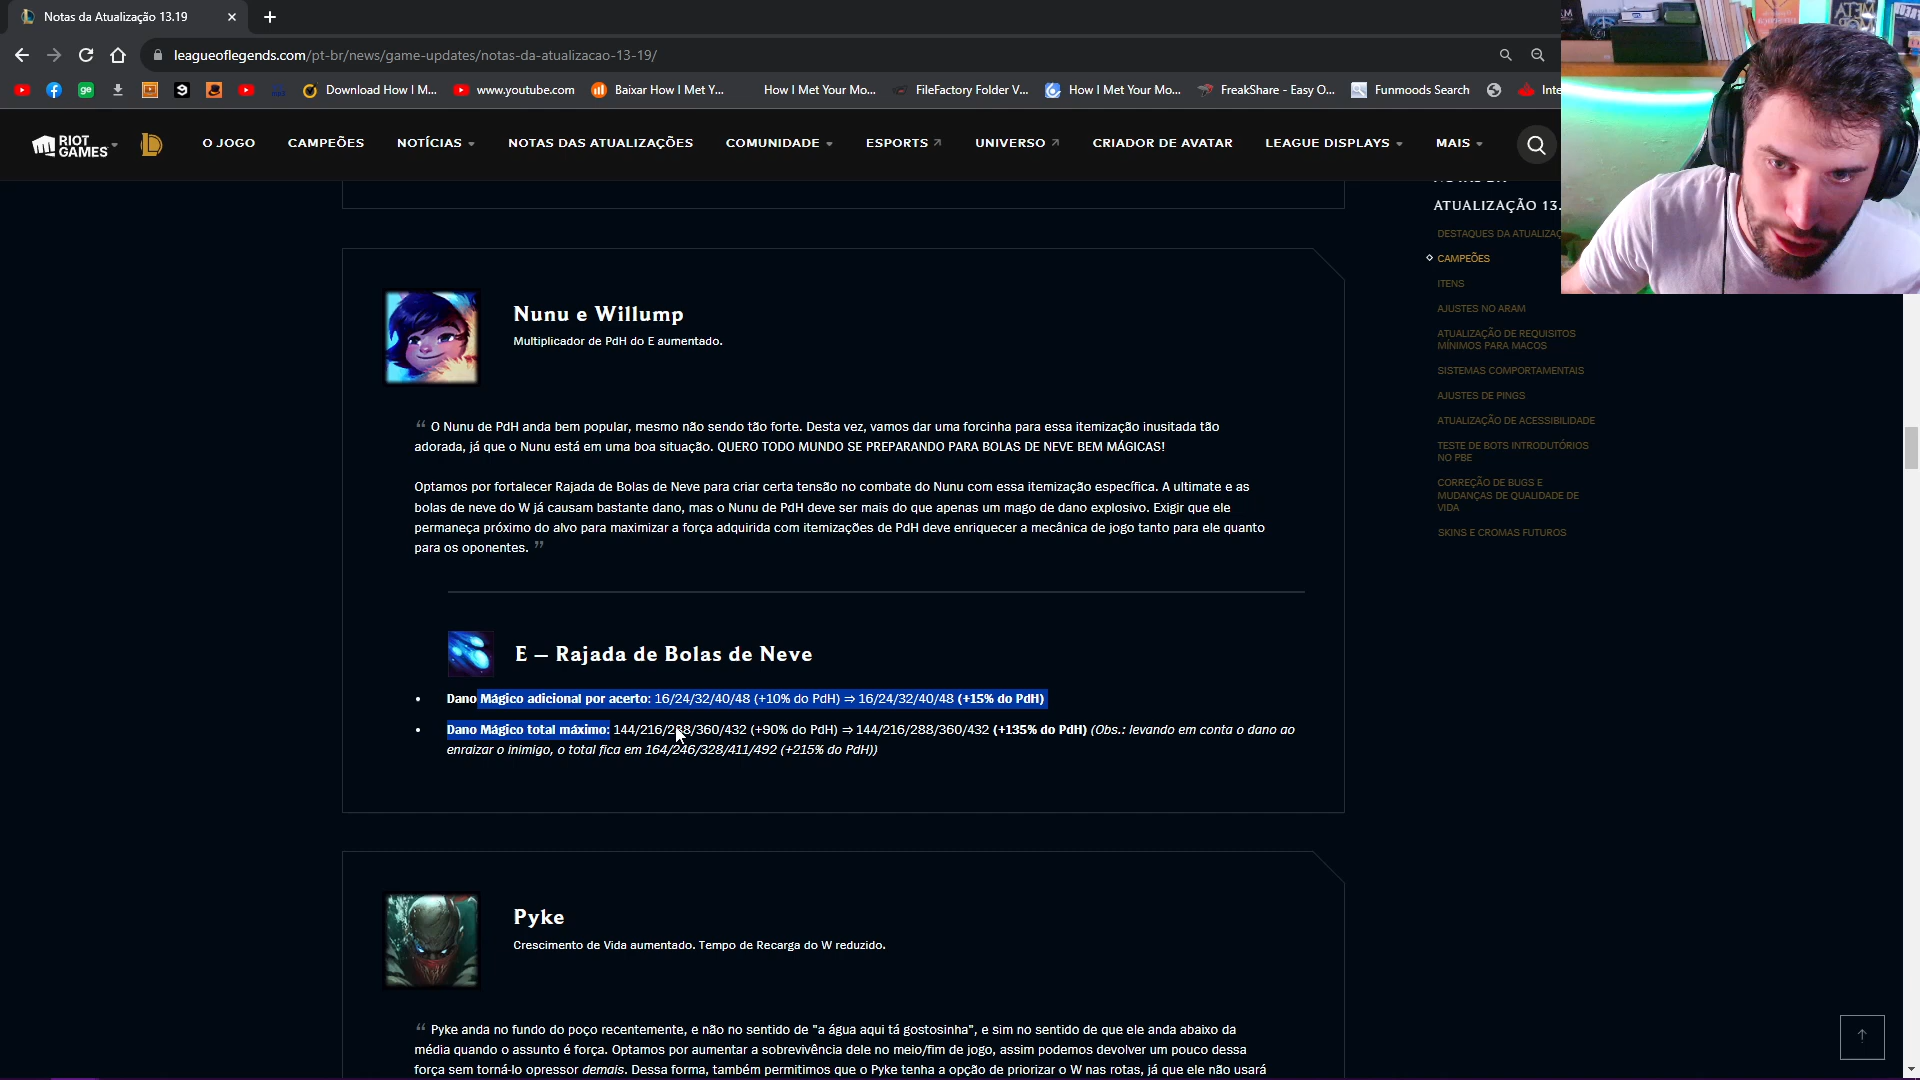 Notas da Atualização 13.19
leagueoflegends.com/pt-br/news/game-updates/notas-da-atualizacao-13-19/
Download How I M...
www.youtube.com
Baixar How I Met Y...
How I Met Your Mo...
FileFactory Folder V...
How I Met Your Mo...
FreakShare - Easy O...
Funmoods Search
Inte
RIOT GAMES
O JOGO
CAMPEÕES
NOTÍCIAS
NOTAS DAS ATUALIZAÇÕES
COMUNIDADE
ESPORTS
UNIVERSO
CRIADOR DE AVATAR
LEAGUE DISPLAYS
MAIS
ATUALIZAÇÃO 13.
DESTAQUES DA ATUALIZAÇ
CAMPEÕES
ITENS
AJUSTES NO ARAM
ATUALIZAÇÃO DE REQUISITOS
MÍNIMOS PARA MACOS
SISTEMAS COMPORTAMENTAIS
AJUSTES DE PINGS
ATUALIZAÇÃO DE ACESSIBILIDADE
TESTE DE BOTS INTRODUTÓRIOS
NO PBE
CORREÇÃO DE BUGS E
MUDANÇAS DE QUALIDADE DE
VIDA
SKINS E CROMAS FUTUROS
Nunu e Willump
Multiplicador de PdH do E aumentado.
“ O Nunu de PdH anda bem popular, mesmo não sendo tão forte. Desta vez, vamos dar uma forcinha para essa itemização inusitada tão
adorada, já que o Nunu está em uma boa situação. QUERO TODO MUNDO SE PREPARANDO PARA BOLAS DE NEVE BEM MÁGICAS!
Optamos por fortalecer Rajada de Bolas de Neve para criar certa tensão no combate do Nunu com essa itemização específica. A ultimate e as
bolas de neve do W já causam bastante dano, mas o Nunu de PdH deve ser mais do que apenas um mago de dano explosivo. Exigir que ele
permaneça próximo do alvo para maximizar a força adquirida com itemizações de PdH deve enriquecer a mecânica de jogo tanto para ele quanto
para os oponentes. ”
E — Rajada de Bolas de Neve
• Dano Mágico adicional por acerto: 16/24/32/40/48 (+10% do PdH) ⇒ 16/24/32/40/48 (+15% do PdH)
• Dano Mágico total máximo: 144/216/288/360/432 (+90% do PdH) ⇒ 144/216/288/360/432 (+135% do PdH) (Obs.: levando em conta o dano ao
enraizar o inimigo, o total fica em 164/246/328/411/492 (+215% do PdH))
Pyke
Crescimento de Vida aumentado. Tempo de Recarga do W reduzido.
“ Pyke anda no fundo do poço recentemente, e não no sentido de "a água aqui tá gostosinha", e sim no sentido de que ele anda abaixo da
média quando o assunto é força. Optamos por aumentar a sobrevivência dele no meio/fim de jogo, assim podemos devolver um pouco dessa
força sem torná-lo opressor demais. Dessa forma, também permitimos que o Pyke tenha a opção de priorizar o W nas rotas, já que ele não usará